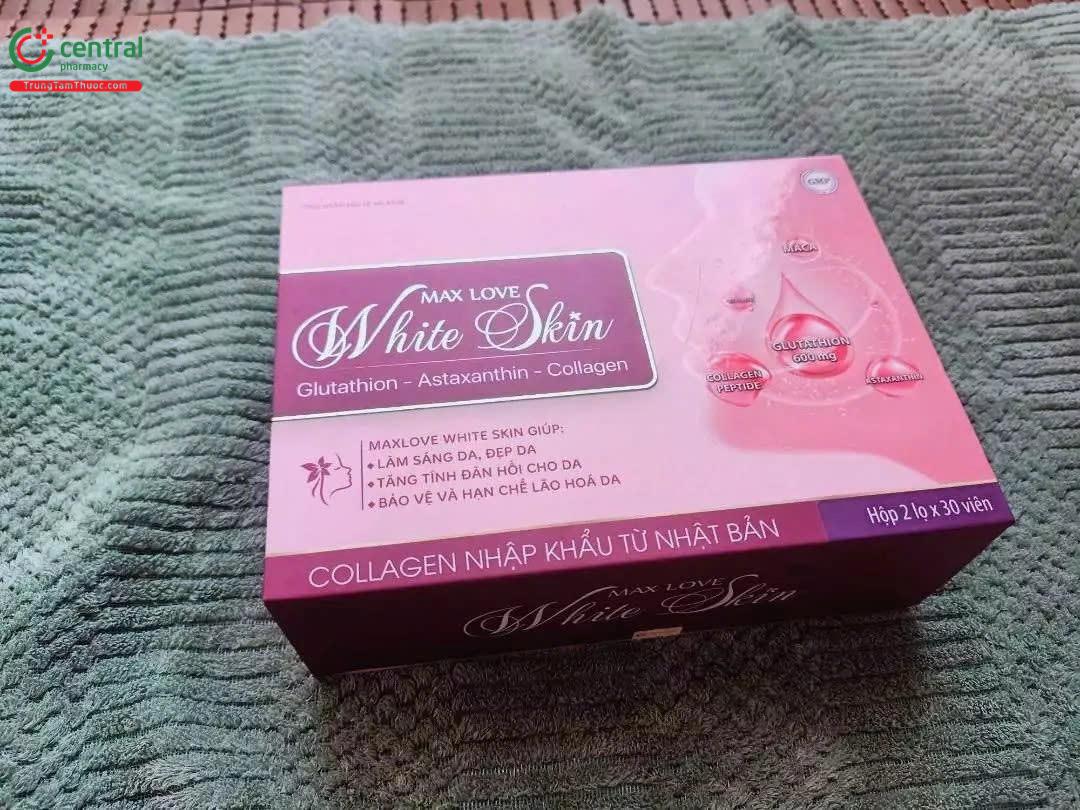 central
pharmacy
TrungTamThuoc.com
GMP
MACA
MAX LOVE
White Skin
Glutathion - Astaxanthin - Collagen
GLUTATHION
600 mg
COLLAGEN
PEPTIDE
ASTAXANTHIN
MAXLOVE WHITE SKIN GIÚP:
LÀM SÁNG DA, ĐẸP DA
TĂNG TÍNH ĐÀN HỒI CHO DA
BẢO VỆ VÀ HẠN CHẾ LÃO HOÁ DA
COLLAGEN NHẬP KHẨU TỪ NHẬT BẢN
Hộp 2 lọ x 30 viên
MAX LOVE
White Skin